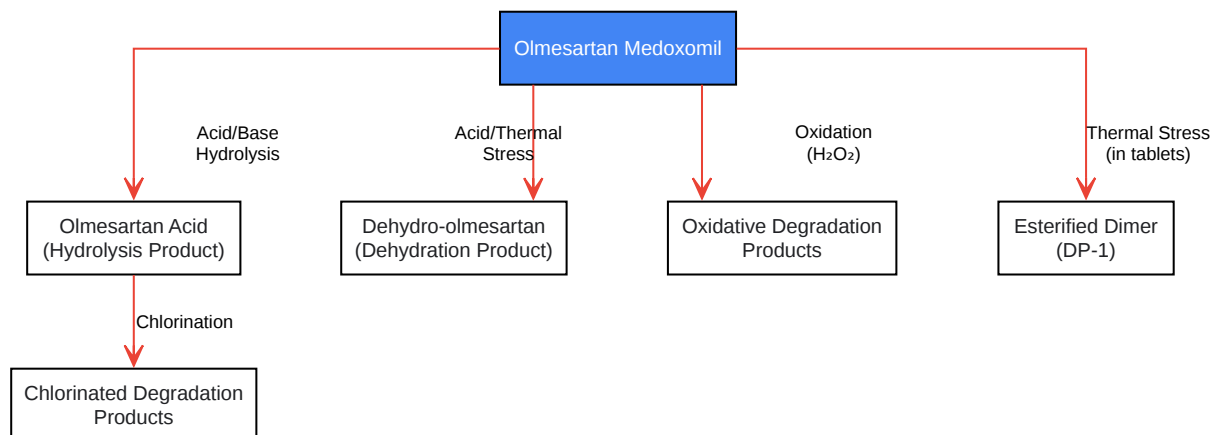 Olmesartan Medoxomil
Acid/Base
Hydrolysis
Acid/Thermal
Stress
Oxidation
(H₂O₂)
Thermal Stress
(in tablets)
Olmesartan Acid
(Hydrolysis Product)
Dehydro-olmesartan
(Dehydration Product)
Oxidative Degradation
Products
Esterified Dimer
(DP-1)
Chlorination
Chlorinated Degradation
Products